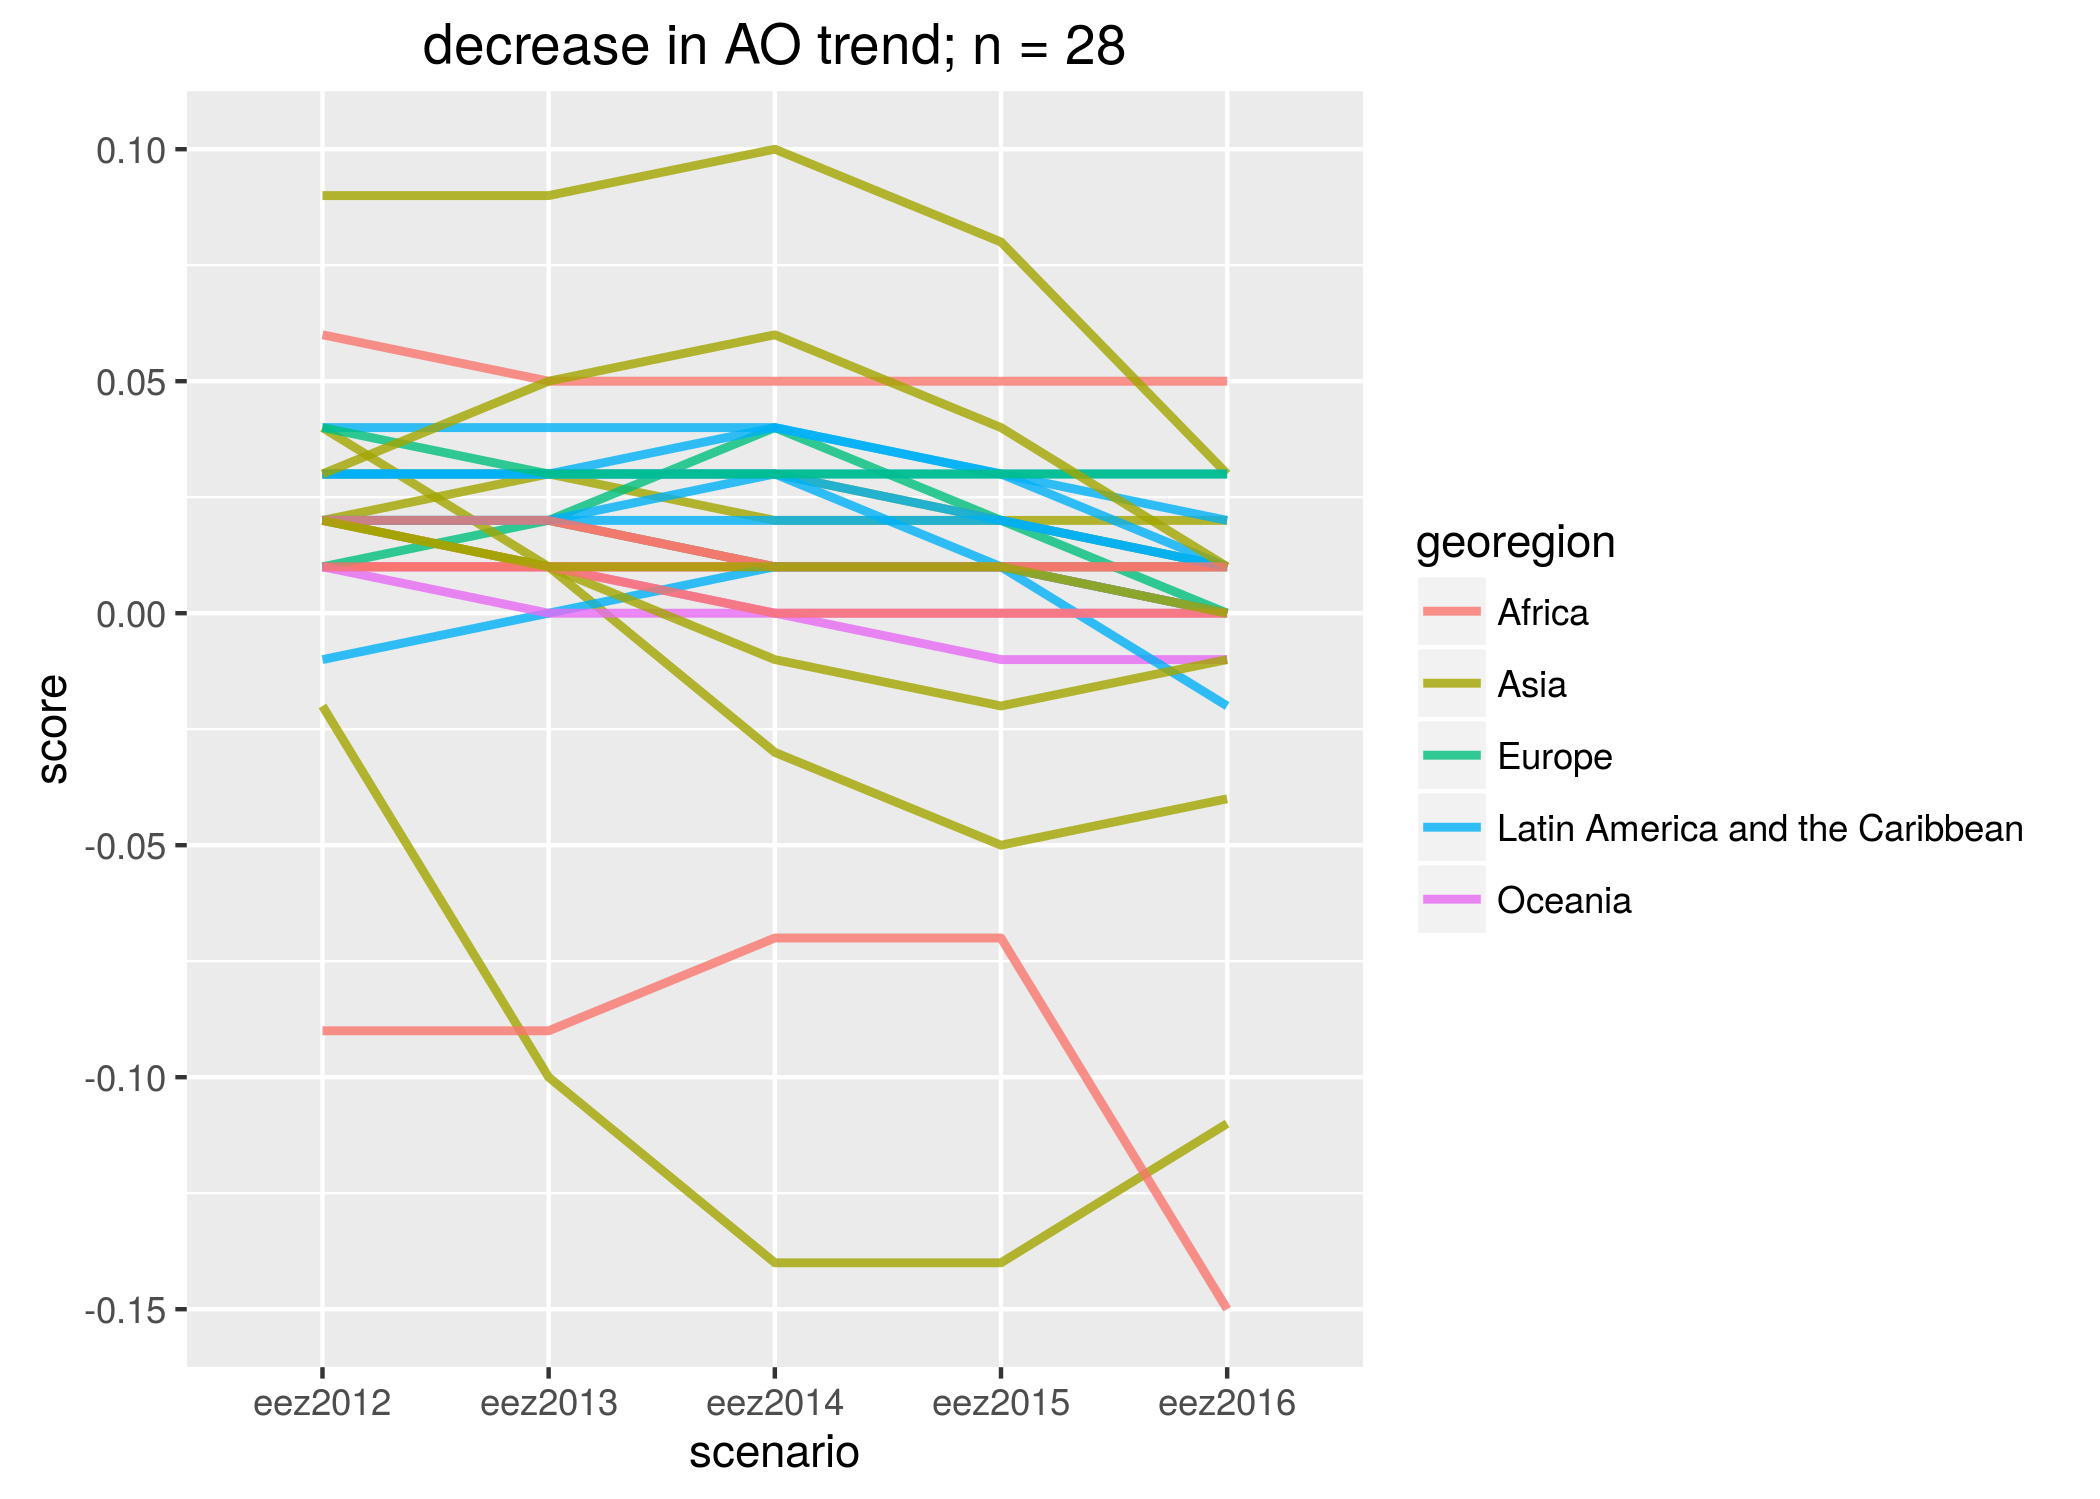 decrease in AO trend; n = 28
0.10
0.05
0.00
-0.05
-0.10
-0.15
score
eez2012 eez2013 eez2014 eez2015 eez2016
scenario
georegion
Africa
Asia
Europe
Latin America and the Caribbean
Oceania